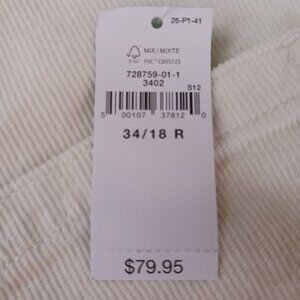 26-P1-41
MIX / MIXTE
FSC FSC™ C005725
728759-01-1
3402
S12
5 00107 37812 0
34/18 R
$79.95